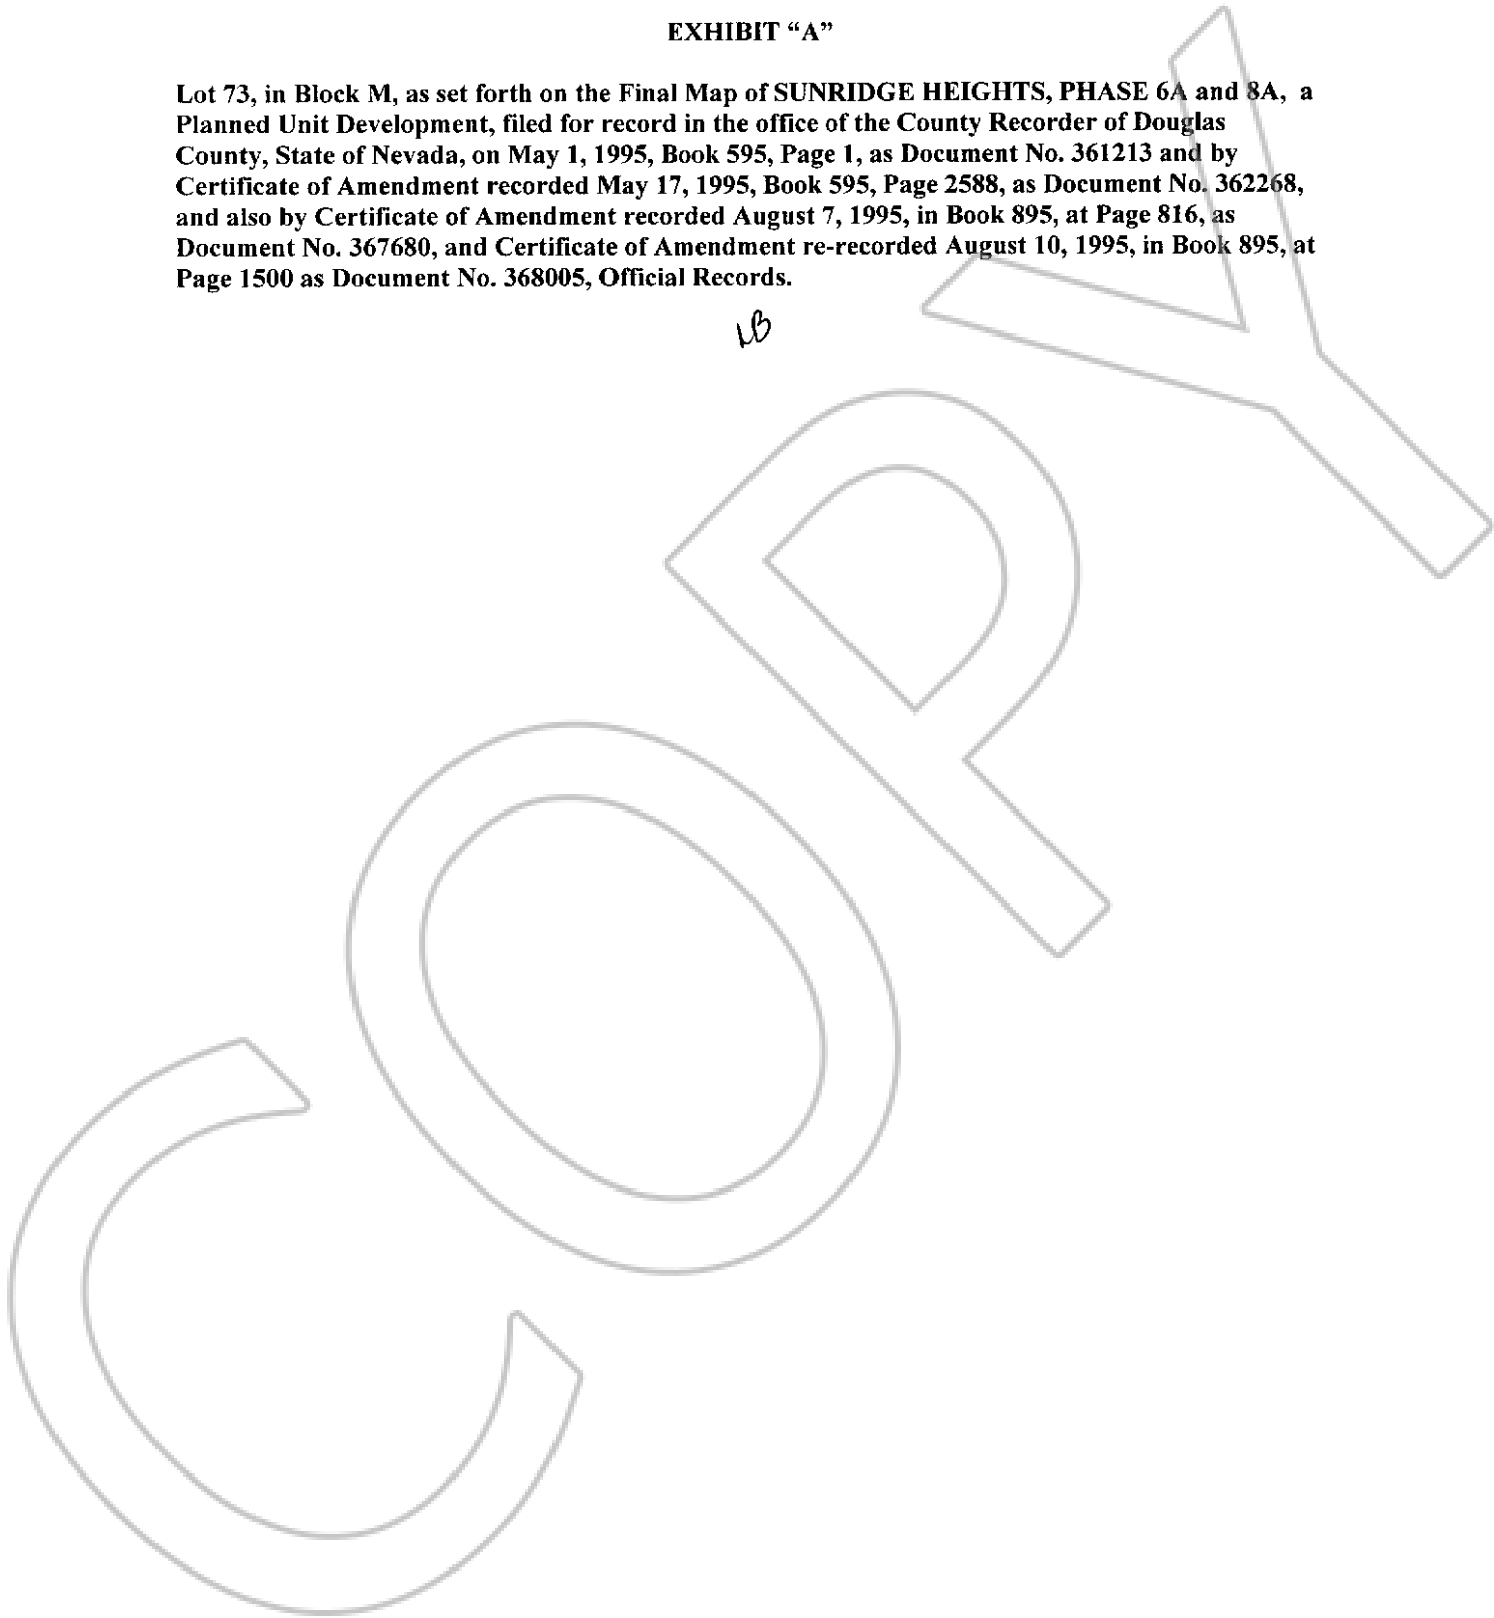 EXHIBIT “A”
Lot 73, in Block M, as set forth on the Final Map of SUNRIDGE HEIGHTS, PHASE 6A and 8A, a
Planned Unit Development, filed for record in the office of the County Recorder of Douglas
County, State of Nevada, on May 1, 1995, Book 595, Page 1, as Document No. 361213 and by
Certificate of Amendment recorded May 17, 1995, Book 595, Page 2588, as Document No. 362268,
and also by Certificate of Amendment recorded August 7, 1995, in Book 895, at Page 816, as
Document No. 367680, and Certificate of Amendment re-recorded August 10, 1995, in Book 895, at
Page 1500 as Document No. 368005, Official Records.
COPY